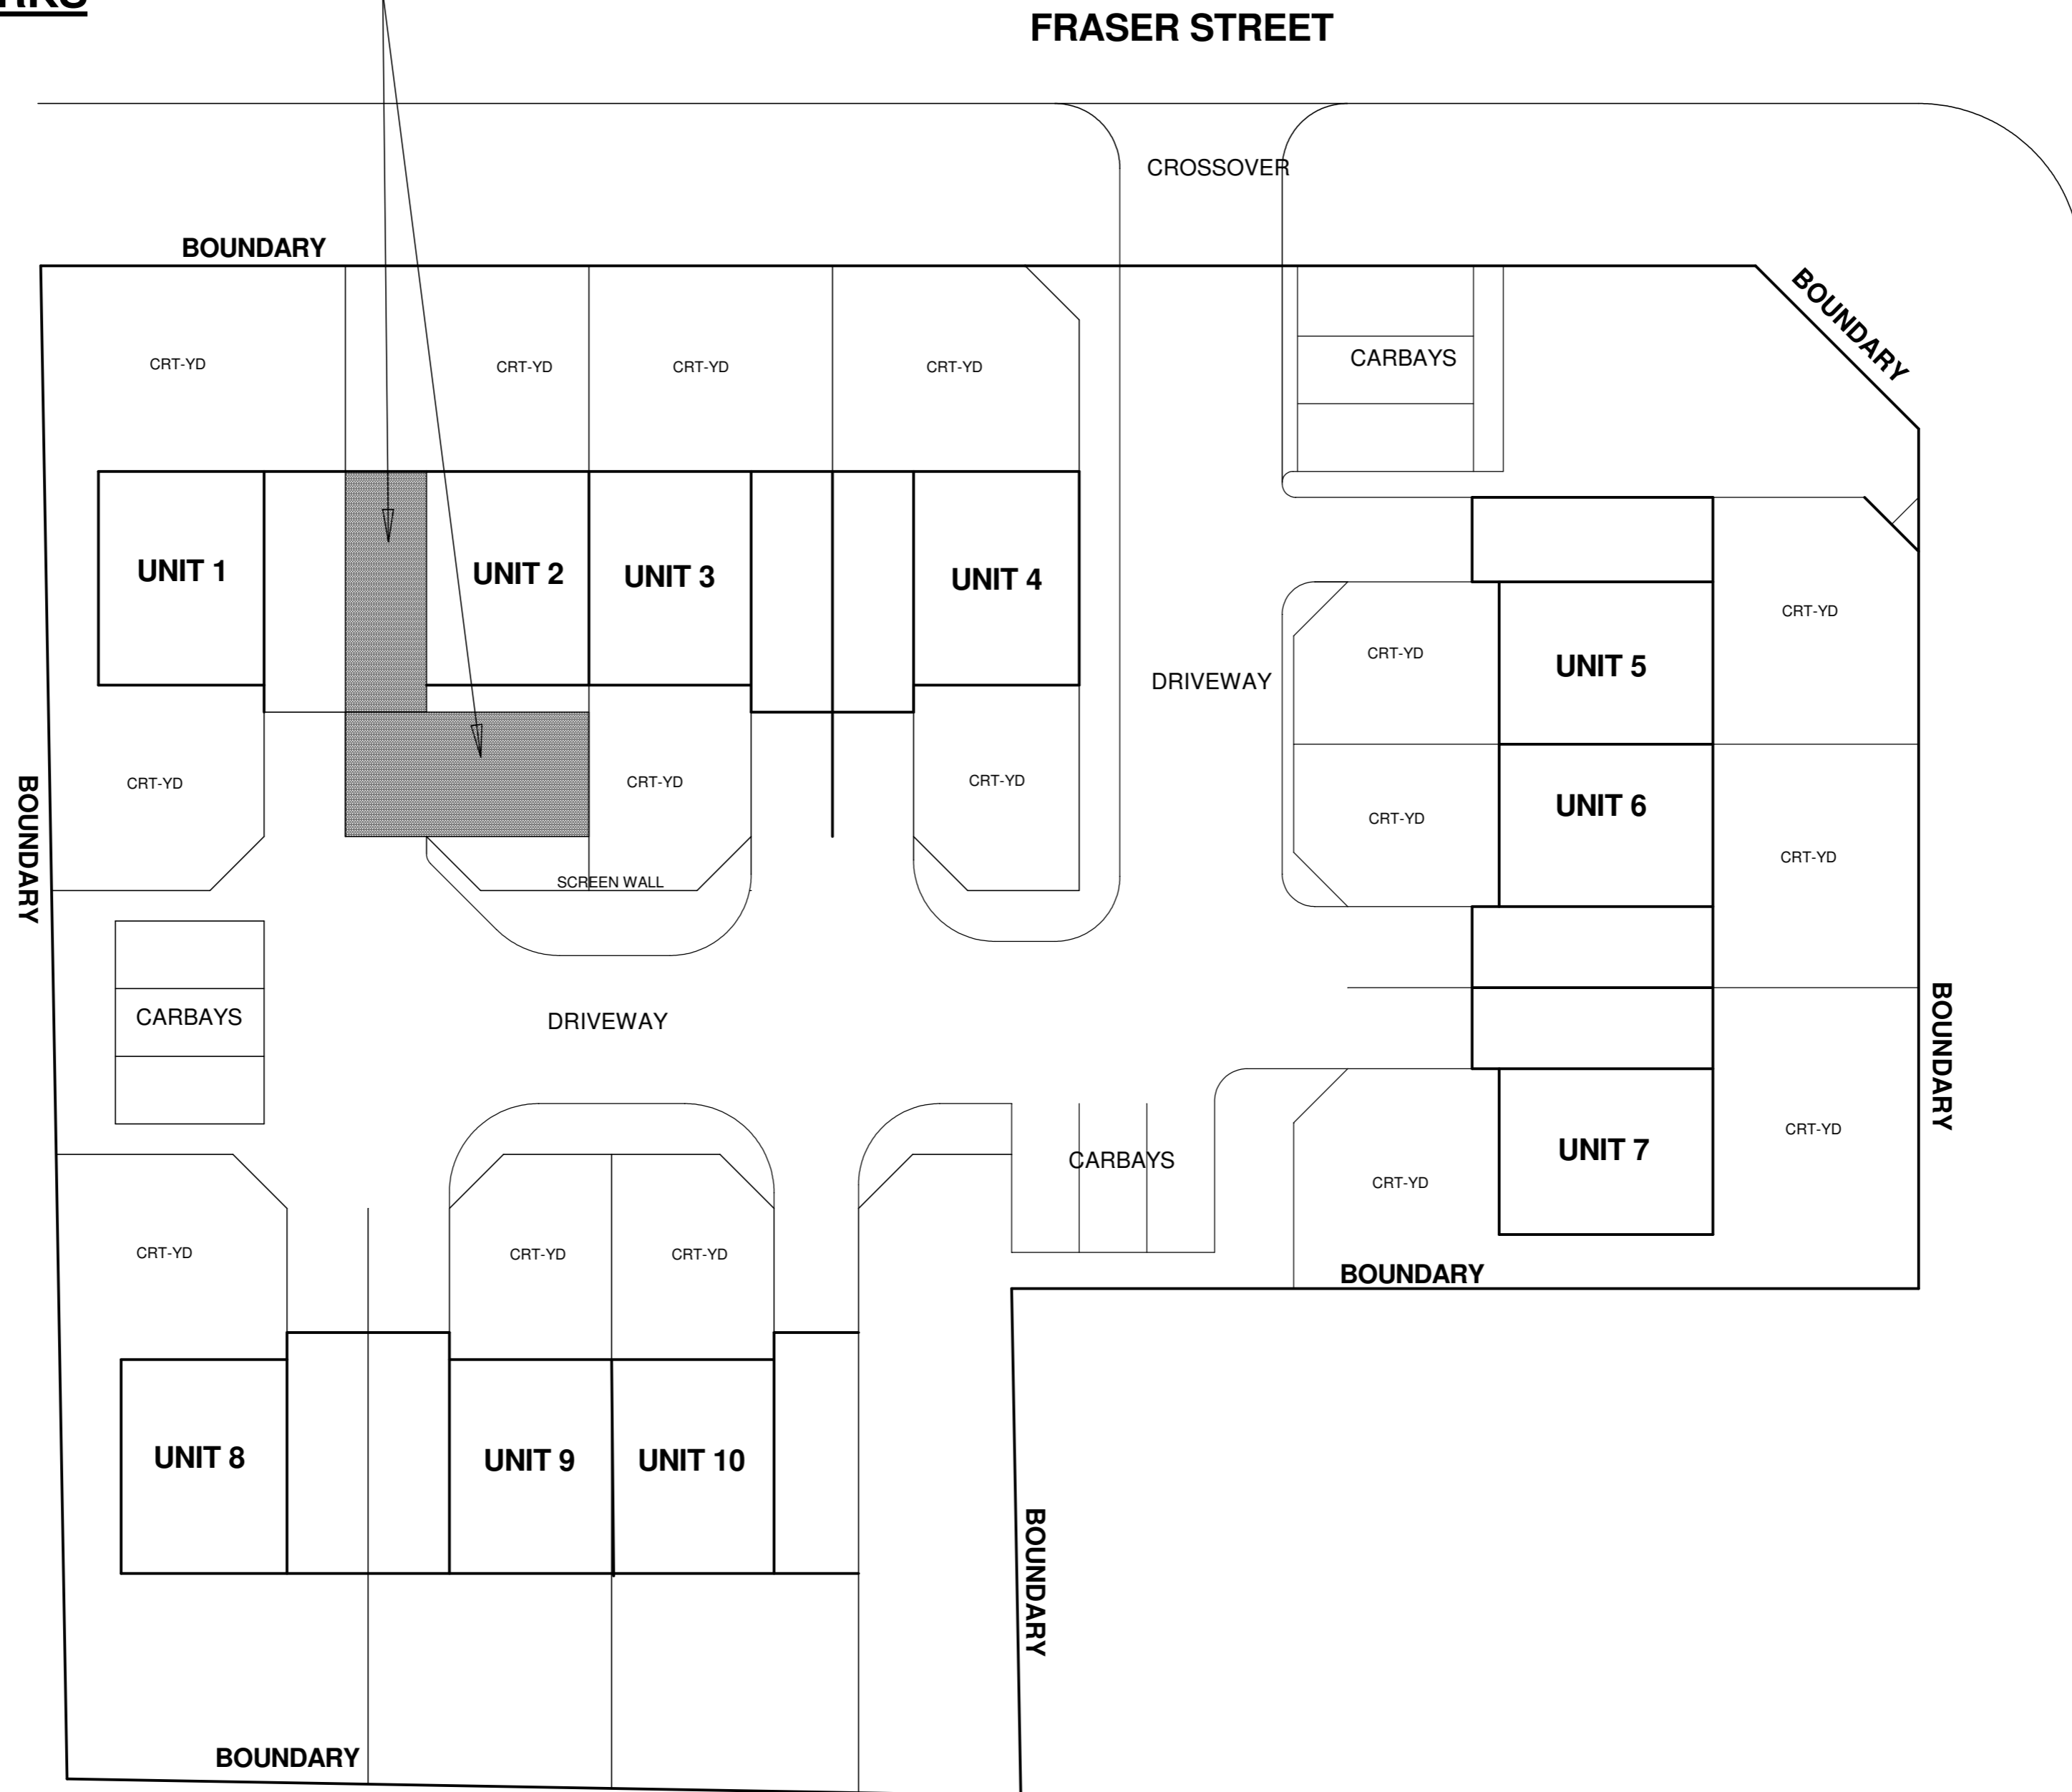 FRASER STREET
CROSSOVER
BOUNDARY
BOUNDARY
CRT-YD
CRT-YD
CRT-YD
CRT-YD
CARBAYS
UNIT 1
UNIT 2
UNIT 3
UNIT 4
CRT-YD
CRT-YD
UNIT 5
DRIVEWAY
CRT-YD
CRT-YD
CRT-YD
CRT-YD
UNIT 6
CRT-YD
BOUNDARY
SCREEN WALL
CARBAYS
DRIVEWAY
BOUNDARY
CARBAYS
UNIT 7
CRT-YD
CRT-YD
CRT-YD
CRT-YD
CRT-YD
BOUNDARY
UNIT 8
UNIT 9
UNIT 10
BOUNDARY
BOUNDARY